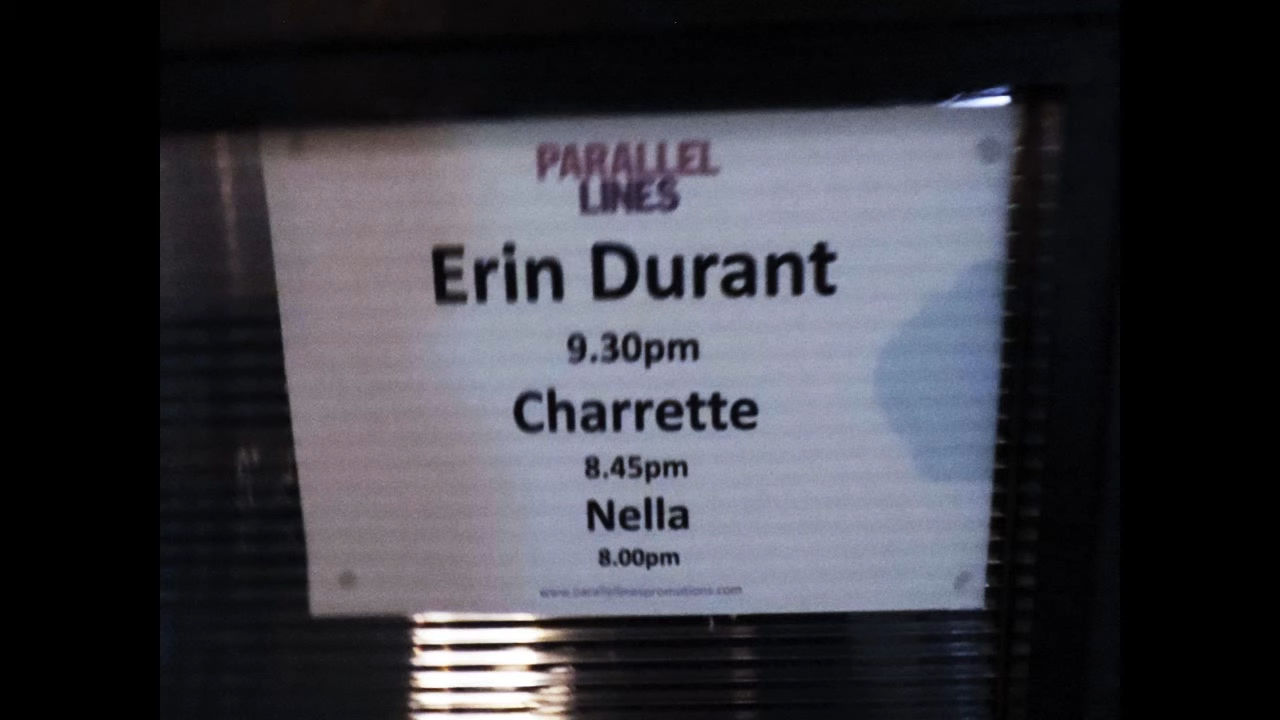 PARALLEL
LINES
Erin Durant
9.30pm
Charrette
8.45pm
Nella
8.00pm
www.parallellinespromotions.com